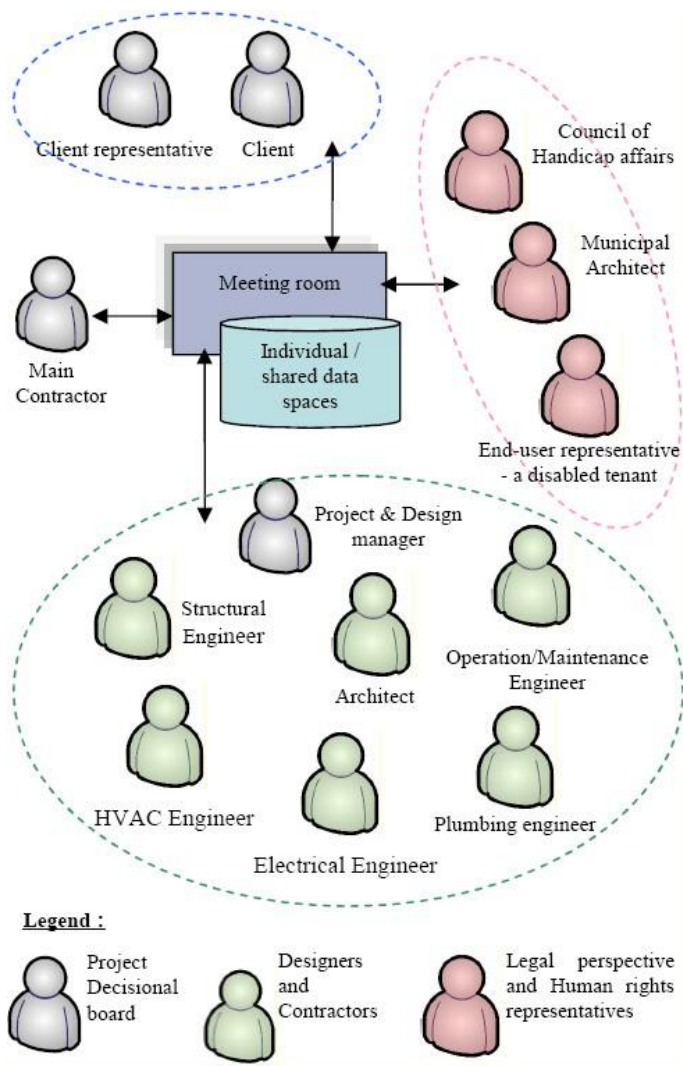 Client representative
Client
Council of
Handicap affairs
Municipal
Architect
Meeting room
Individual /
shared data
spaces
Main
Contractor
End-user representative
- a disabled tenant
Project & Design
manager
Structural
Engineer
Architect
Operation/Maintenance
Engineer
HVAC Engineer
Electrical Engineer
Plumbing engineer
Legend :
Project
Decisional
board
Designers
and
Contractors
Legal perspective
and Human rights
representatives